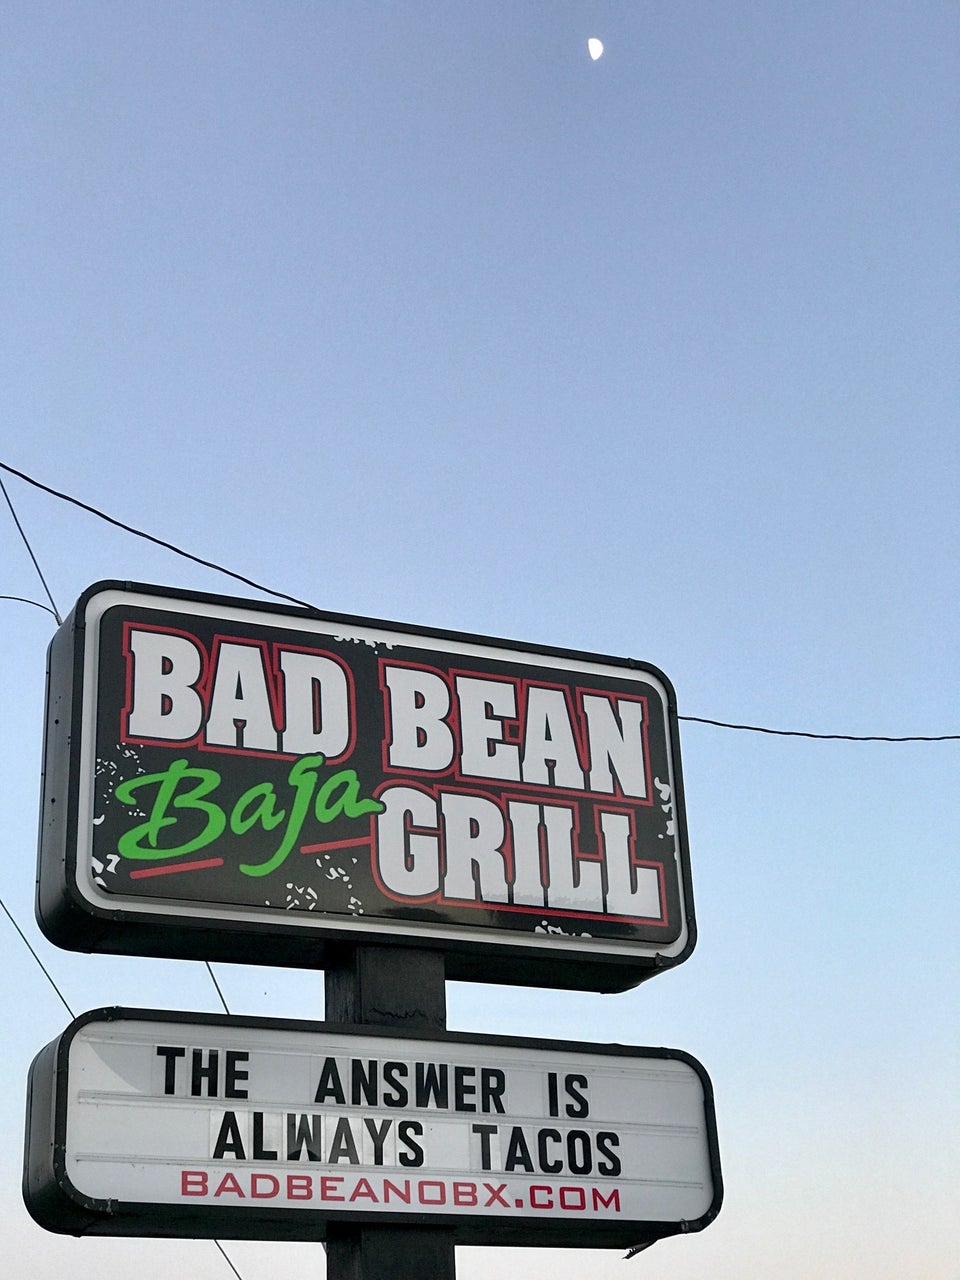 BAD BEAN
Baja GRILL
THE ANSWER IS
ALWAYS TACOS
BADBEANOBX.COM